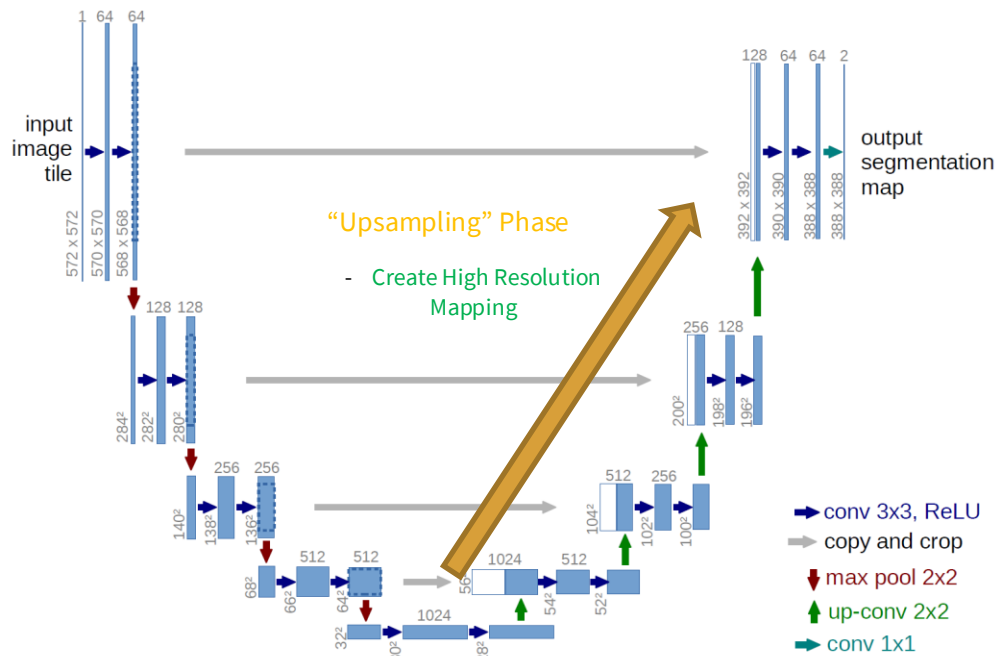 1
64
64
input
image
tile
572 x 572
570 x 570
568 x 568
128
64
64
2
output
segmentation
map
392 x 392
390 x 390
388 x 388
388 x 388
“Upsampling” Phase
- Create High Resolution
Mapping
128
128
284²
282²
280²
256
128
200²
198²
196²
256
256
140²
138²
136²
512
256
104²
102²
100²
512
512
68²
66²
64²
1024
512
54²
52²
1024
32²
conv 3x3, ReLU
copy and crop
max pool 2x2
up-conv 2x2
conv 1x1